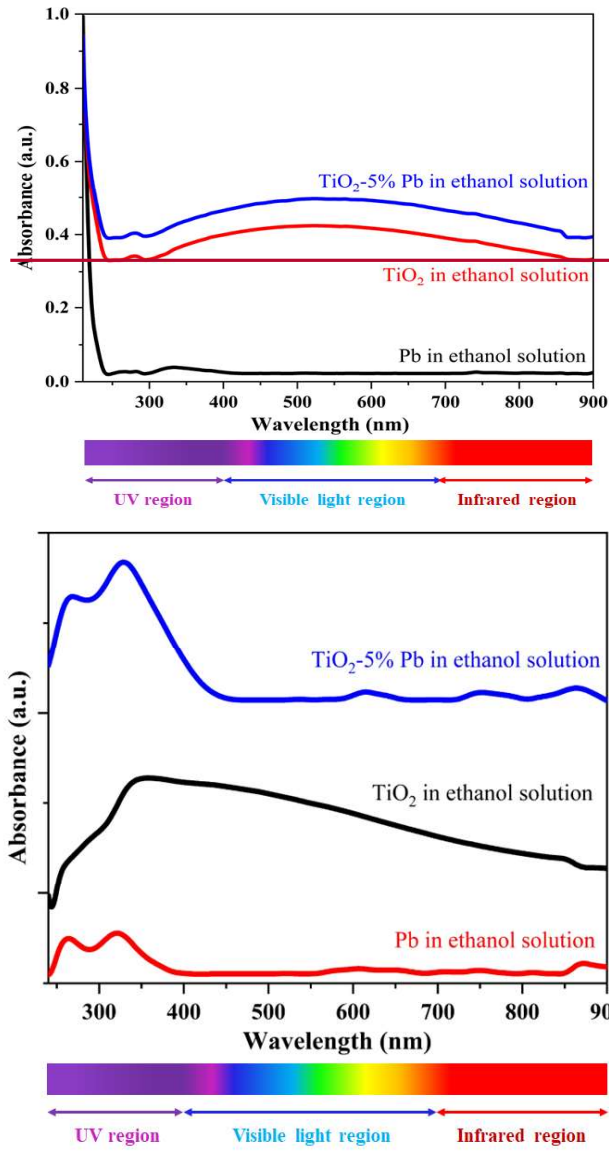 1.0
0.8
0.6
0.4
0.2
0.0
Absorbance (a.u.)
TiO₂-5% Pb in ethanol solution
TiO₂ in ethanol solution
Pb in ethanol solution
300 400 500 600 700 800 900
Wavelength (nm)
UV region Visible light region Infrared region
Absorbance (a.u.)
TiO₂-5% Pb in ethanol solution
TiO₂ in ethanol solution
Pb in ethanol solution
300 400 500 600 700 800 90
Wavelength (nm)
UV region Visible light region Infrared region